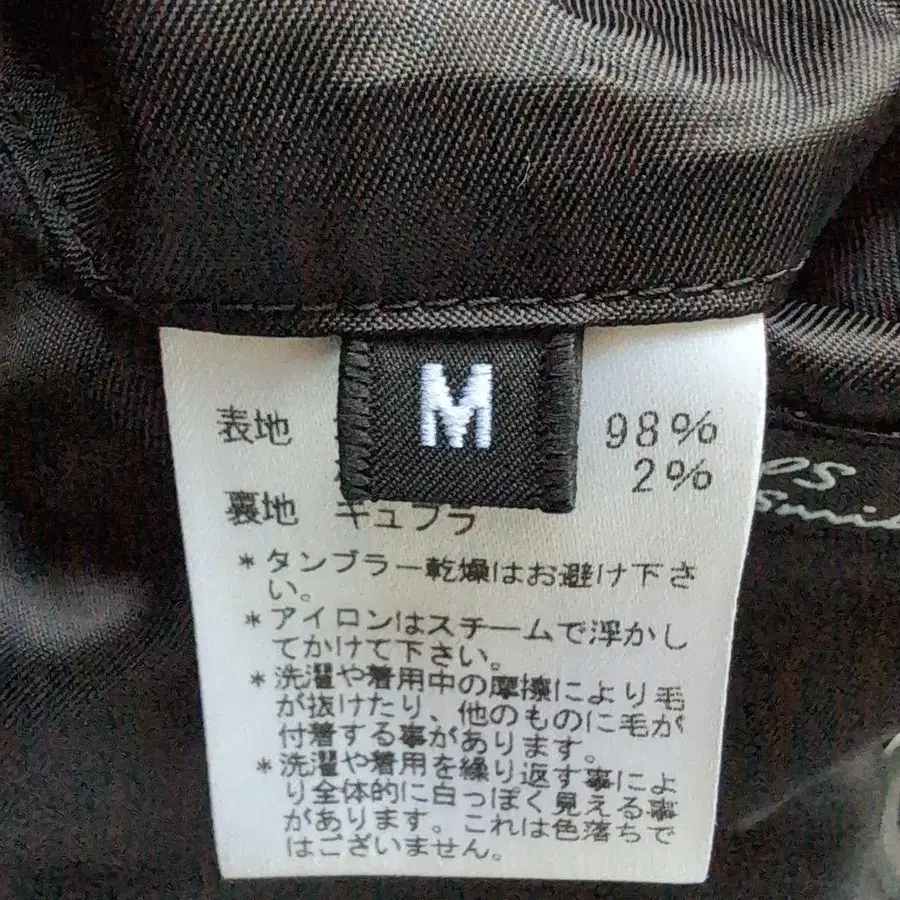 M
表地 98%
2%
裏地 キュプラ
*タンブラー乾燥はお避け下さ
い。
*アイロンはスチームで浮かし
てかけて下さい。
*洗濯や着用中の摩擦により毛
が抜けたり、他のものに毛が
付着する事があります。
*洗濯や着用を繰り返す事によ
り全体的に白っぽく見える事
があります。これは色落ちで
はございません。